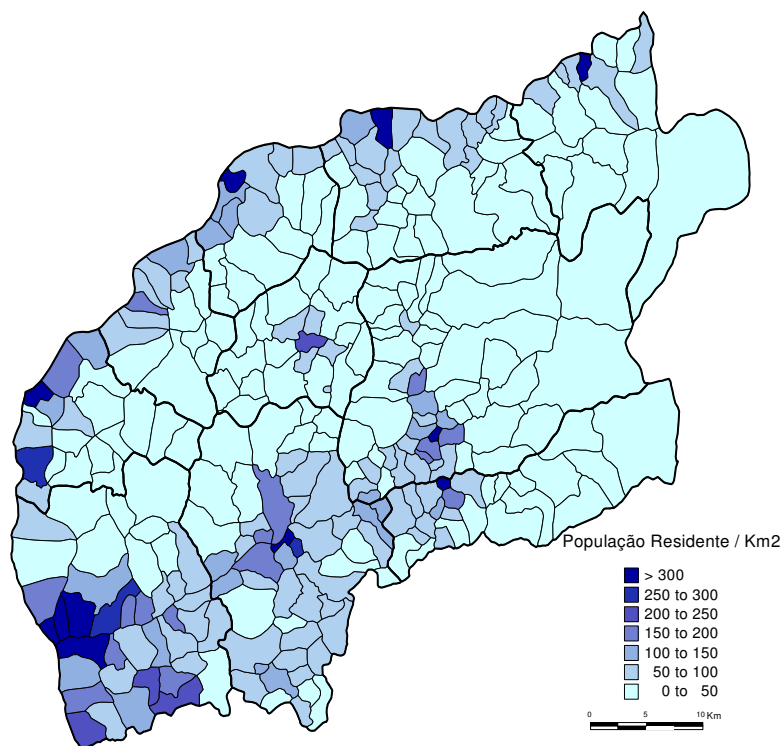 População Residente / Km2
> 300
250 to 300
200 to 250
150 to 200
100 to 150
50 to 100
0 to 50
0 5 10 Km